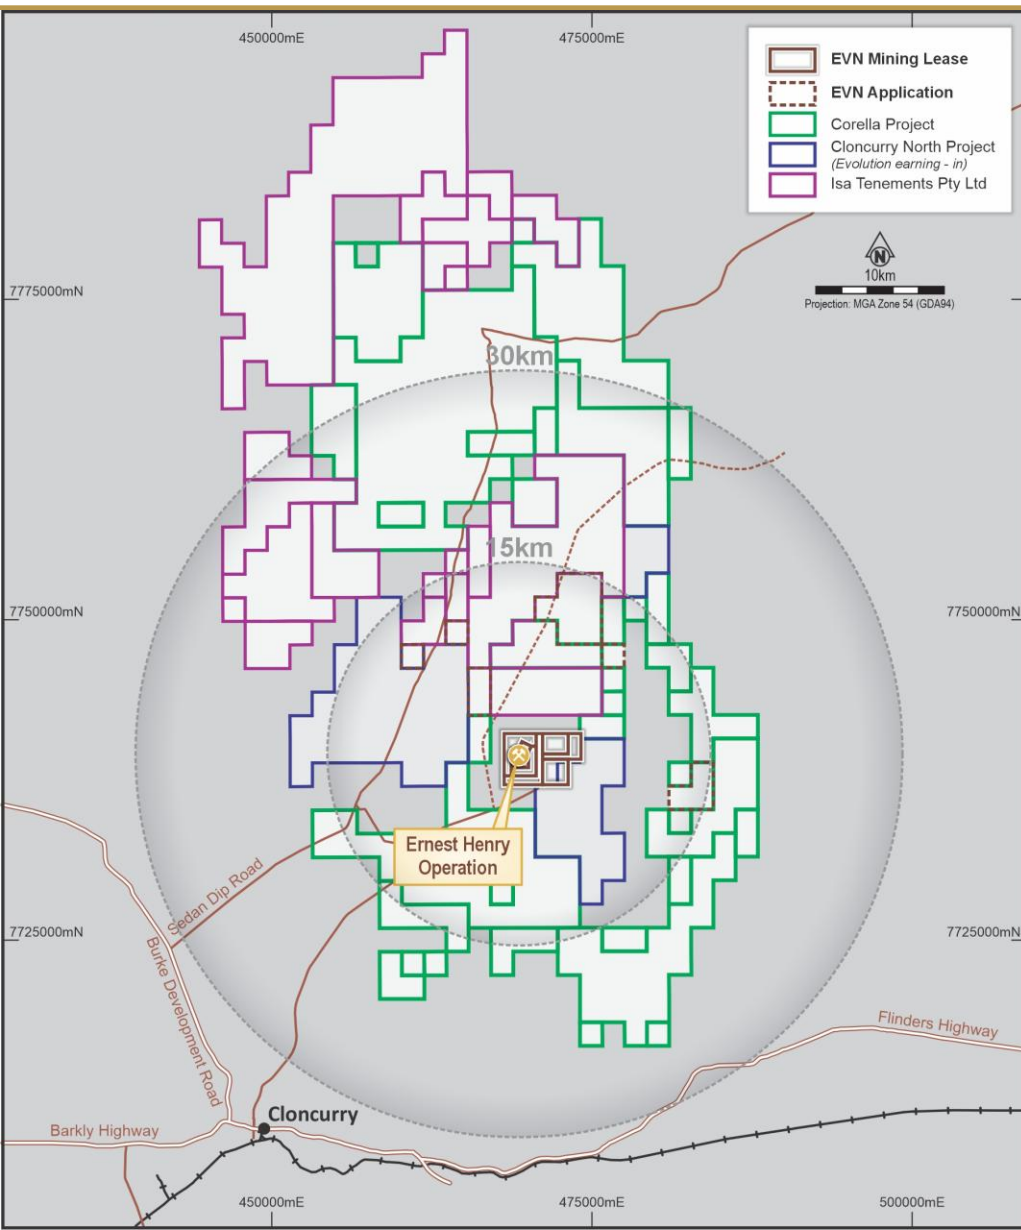 450000mE
475000mE
EVN Mining Lease
EVN Application
Corella Project
Cloncurry North Project
(Evolution earning - in)
Isa Tenements Pty Ltd
N
10km
Projection: MGA Zone 54 (GDA94)
7775000mN
30km
15km
7750000mN
7750000mN
Ernest Henry
Operation
Sedan Dip Road
7725000mN
7725000mN
Burke Development Road
Flinders Highway
Cloncurry
Barkly Highway
450000mE
475000mE
500000mE